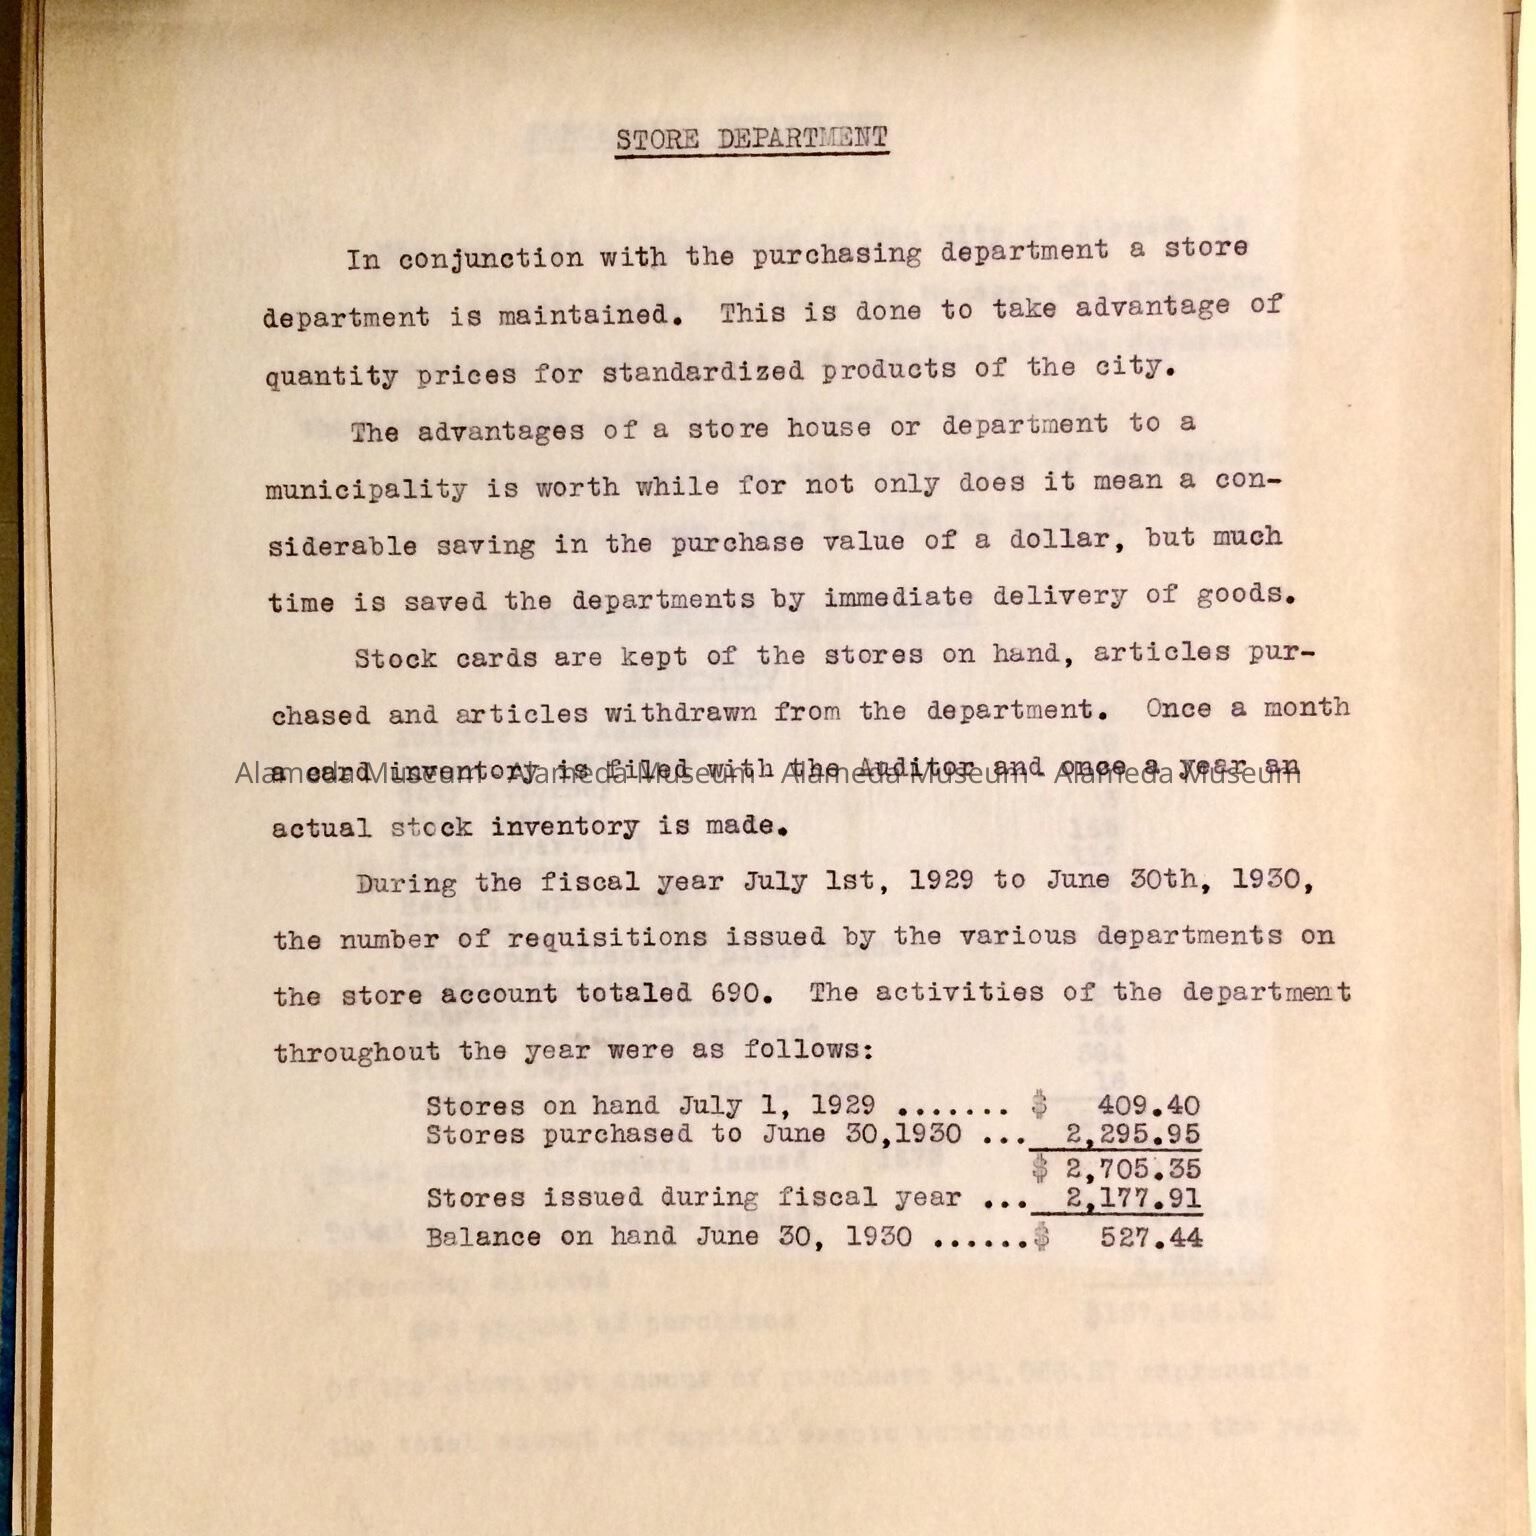 STORE DEPARTMENT
In conjunction with the purchasing department a store
department is maintained. This is done to take advantage of
quantity prices for standardized products of the city.
The advantages of a store house or department to a
municipality is worth while for not only does it mean a con-
siderable saving in the purchase value of a dollar, but much
time is saved the departments by immediate delivery of goods.
Stock cards are kept of the stores on hand, articles pur-
chased and articles withdrawn from the department. Once a month
a card inventory is filed with the Auditor and once a year an
Alameda Museum - Alameda Museum - Alameda Museum - Alameda Museum
actual stock inventory is made.
During the fiscal year July 1st, 1929 to June 30th, 1930,
the number of requisitions issued by the various departments on
the store account totaled 690. The activities of the department
throughout the year were as follows:
Stores on hand July 1, 1929 ....... $ 409.40
Stores purchased to June 30,1930 ... 2,295.95
$ 2,705.35
Stores issued during fiscal year ... 2,177.91
Balance on hand June 30, 1930 ......$ 527.44